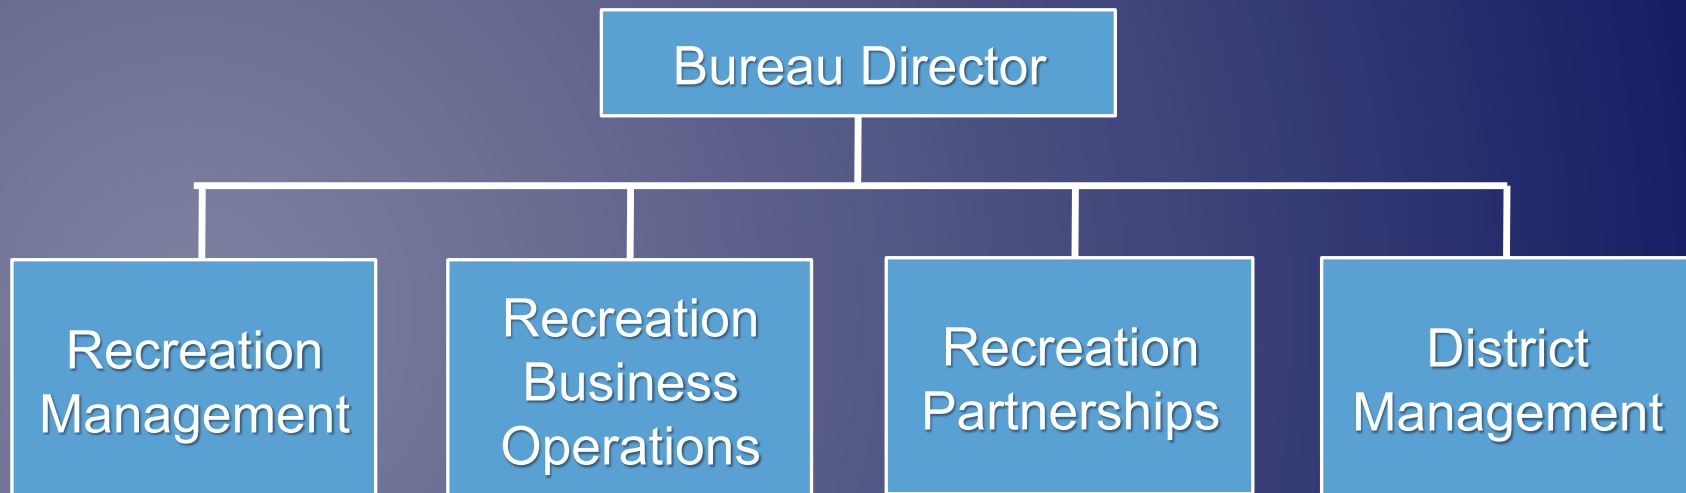 Bureau Director
Recreation
Management
Recreation
Business
Operations
Recreation
Partnerships
District
Management